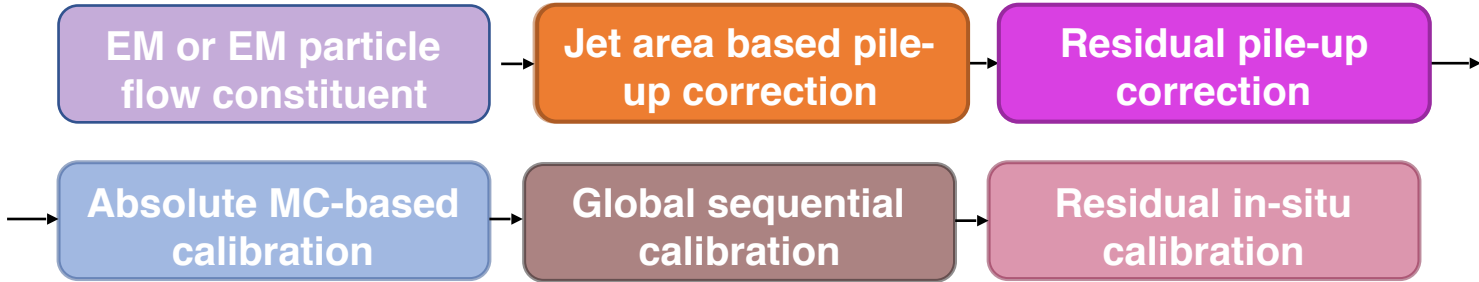 EM or EM particle
flow constituent
Jet area based pile-
up correction
Residual pile-up
correction
Absolute MC-based
calibration
Global sequential
calibration
Residual in-situ
calibration